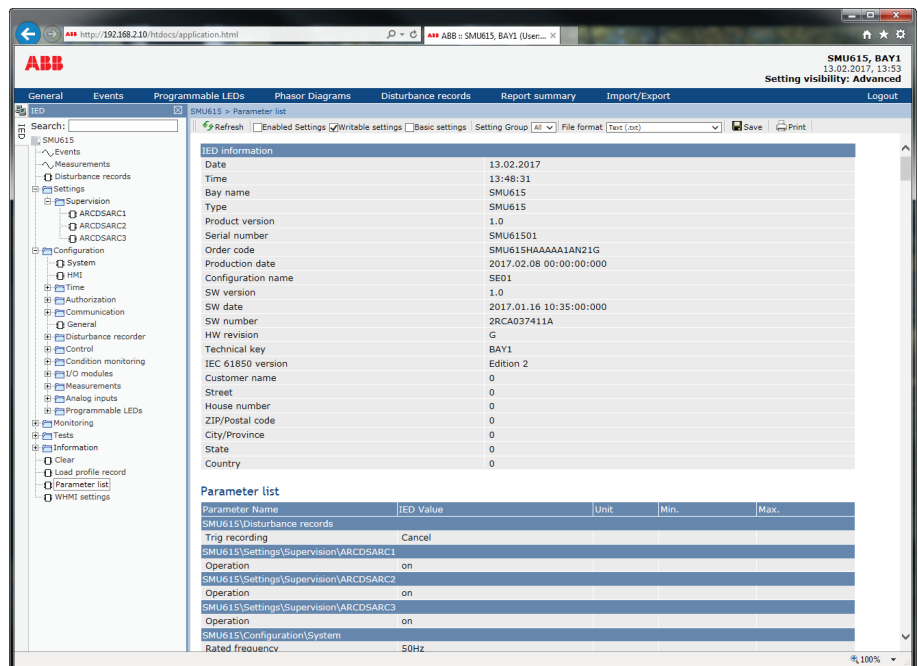 http://192.168.2.10/htdocs/application.html
ABB :: SMU615, BAY1 (User:...
ABB
SMU615, BAY1
13.02.2017, 13:53
Setting visibility: Advanced
General Events Programmable LEDs Phasor Diagrams Disturbance records Report summary Import/Export Logout
IED
SMU615 > Parameter list
IED
Search:
Refresh Enabled Settings Writable settings Basic settings Setting Group All File format Text (.txt) Save Print
SMU615
Events
Measurements
Disturbance records
Settings
Supervision
ARCDSARC1
ARCDSARC2
ARCDSARC3
Configuration
System
HMI
Time
Authorization
Communication
General
Disturbance recorder
Control
Condition monitoring
I/O modules
Measurements
Analog inputs
Programmable LEDs
Monitoring
Tests
Information
Clear
Load profile record
Parameter list
WHMI settings
IED information
Date 13.02.2017
Time 13:48:31
Bay name SMU615
Type SMU615
Product version 1.0
Serial number SMU61501
Order code SMU615HAAAAA1AN21G
Production date 2017.02.08 00:00:00:000
Configuration name SE01
SW version 1.0
SW date 2017.01.16 10:35:00:000
SW number 2RCA037411A
HW revision G
Technical key BAY1
IEC 61850 version Edition 2
Customer name 0
Street 0
House number 0
ZIP/Postal code 0
City/Province 0
State 0
Country 0
Parameter list
Parameter Name IED Value Unit Min. Max.
SMU615\Disturbance records
Trig recording Cancel
SMU615\Settings\Supervision\ARCDSARC1
Operation on
SMU615\Settings\Supervision\ARCDSARC2
Operation on
SMU615\Settings\Supervision\ARCDSARC3
Operation on
SMU615\Configuration\System
Rated frequency 50Hz
100%